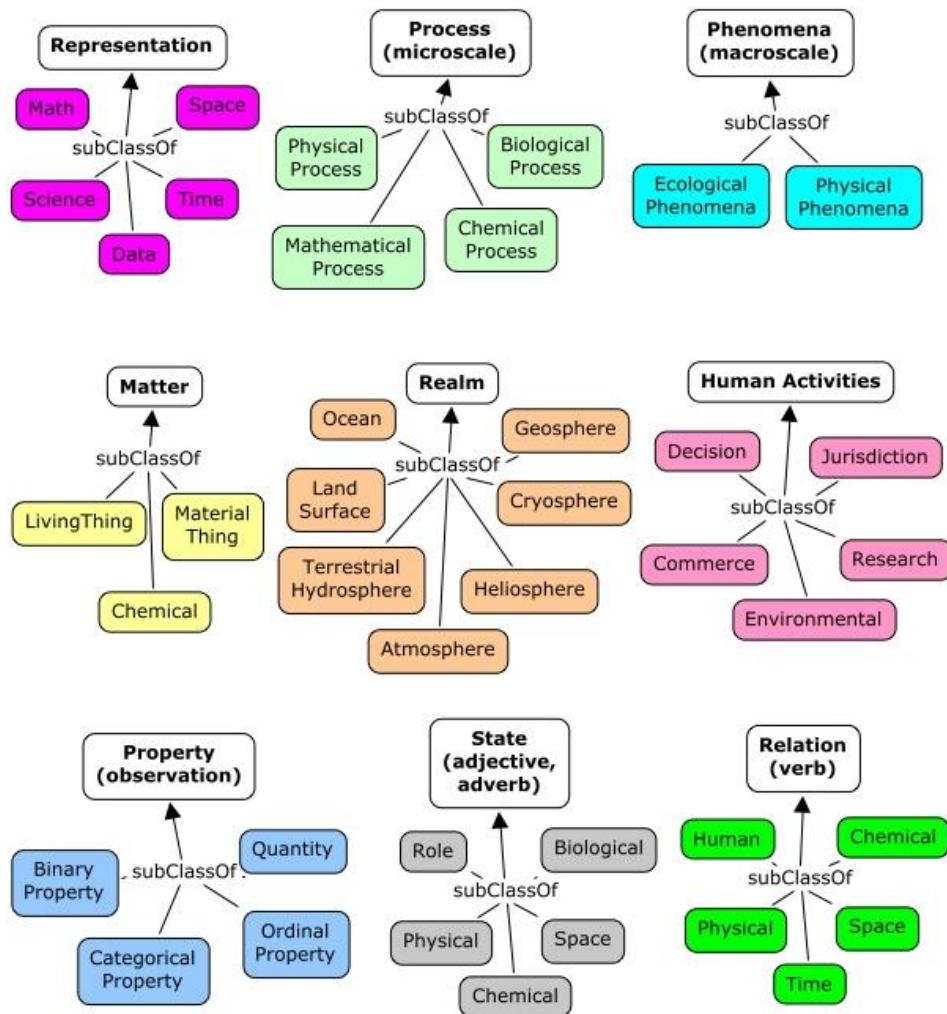 Representation
Math
Space
subClassOf
Science
Time
Data
Process
(microscale)
subClassOf
Physical
Process
Biological
Process
Mathematical
Process
Chemical
Process
Phenomena
(macroscale)
subClassOf
Ecological
Phenomena
Physical
Phenomena
Matter
subClassOf
LivingThing
Material
Thing
Chemical
Realm
Ocean
Geosphere
subClassOf
Land
Surface
Cryosphere
Terrestrial
Hydrosphere
Heliosphere
Atmosphere
Human Activities
Decision
Jurisdiction
subClassOf
Commerce
Research
Environmental
Property
(observation)
Quantity
Binary
Property
subClassOf
Categorical
Property
Ordinal
Property
State
(adjective,
adverb)
Role
Biological
subClassOf
Physical
Space
Chemical
Relation
(verb)
Human
Chemical
subClassOf
Physical
Space
Time